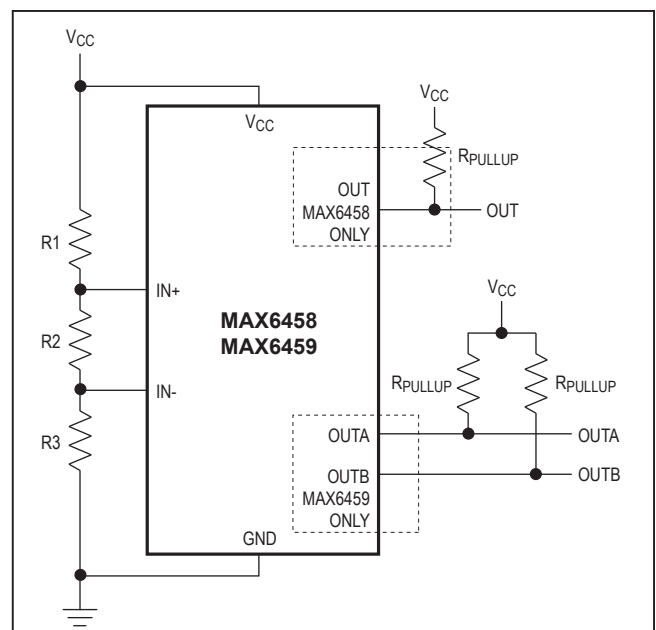 VCC
VCC
VCC
RPULLUP
OUT
MAX6458
ONLY
OUT
R1
IN+
MAX6458
MAX6459
R2
IN-
VCC
RPULLUP
RPULLUP
R3
OUTA
OUTA
OUTB
MAX6459
ONLY
OUTB
GND